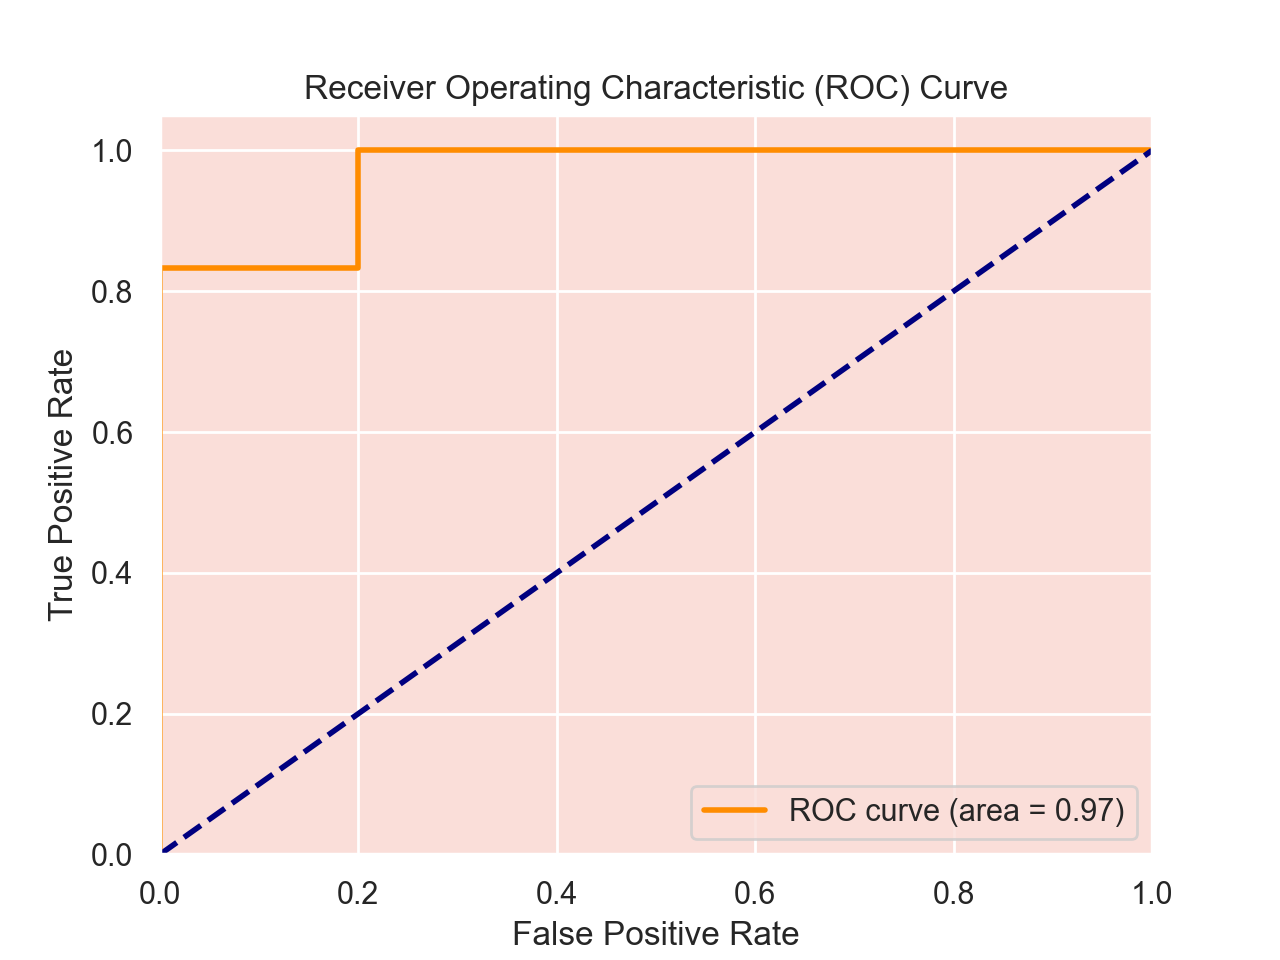 Receiver Operating Characteristic (ROC) Curve
1.0
0.8
0.6
0.4
0.2
0.0
True Positive Rate
ROC curve (area = 0.97)
0.0 0.2 0.4 0.6 0.8 1.0
False Positive Rate